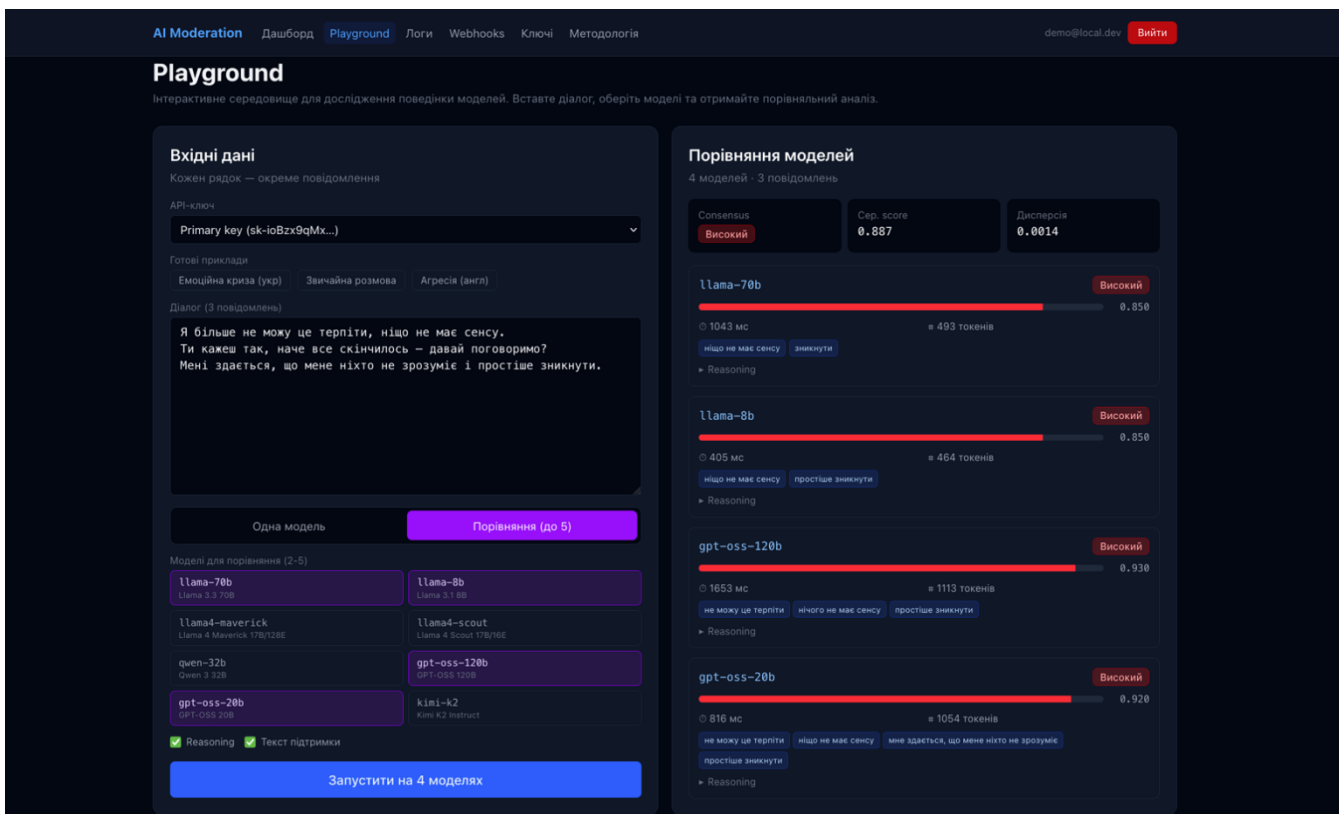 AI Moderation Дашборд Playground Логи Webhooks Ключі Методологія demo@local.dev Вийти
Playground
Інтерактивне середовище для дослідження поведінки моделей. Вставте діалог, оберіть моделі та отримайте порівняльний аналіз.
Вхідні дані
Кожен рядок — окреме повідомлення
API-ключ
Primary key (sk-ioBzx9qMx...)
Готові приклади
Емоційна криза (укр) Звичайна розмова Агресія (англ)
Діалог (3 повідомлень)
Я більше не можу це терпіти, ніщо не має сенсу.
Ти кажеш так, наче все скінчилось — давай поговоримо?
Мені здається, що мене ніхто не зрозуміє і простіше зникнути.
Одна модель Порівняння (до 5)
Моделі для порівняння (2-5)
llama-70b llama-8b
Llama 3.3 70B Llama 3.1 8B
llama4-maverick llama4-scout
Llama 4 Maverick 17B/128E Llama 4 Scout 17B/16E
qwen-32b gpt-oss-120b
Qwen 3 32B GPT-OSS 120B
gpt-oss-20b kimi-k2
GPT-OSS 20B Kimi K2 Instruct
Reasoning Текст підтримки
Запустити на 4 моделях
Порівняння моделей
4 моделей · 3 повідомлень
Consensus Сер. score Дисперсія
Високий 0.887 0.0014
llama-70b Високий
0.850
1043 мс 493 токенів
ніщо не має сенсу зникнути
Reasoning
llama-8b Високий
0.850
405 мс 464 токенів
ніщо не має сенсу простіше зникнути
Reasoning
gpt-oss-120b Високий
0.930
1653 мс 1113 токенів
не можу це терпіти нічого не має сенсу простіше зникнути
Reasoning
gpt-oss-20b Високий
0.920
816 мс 1054 токенів
не можу це терпіти ніщо не має сенсу мне здається, що мене ніхто не зрозуміє
простіше зникнути
Reasoning